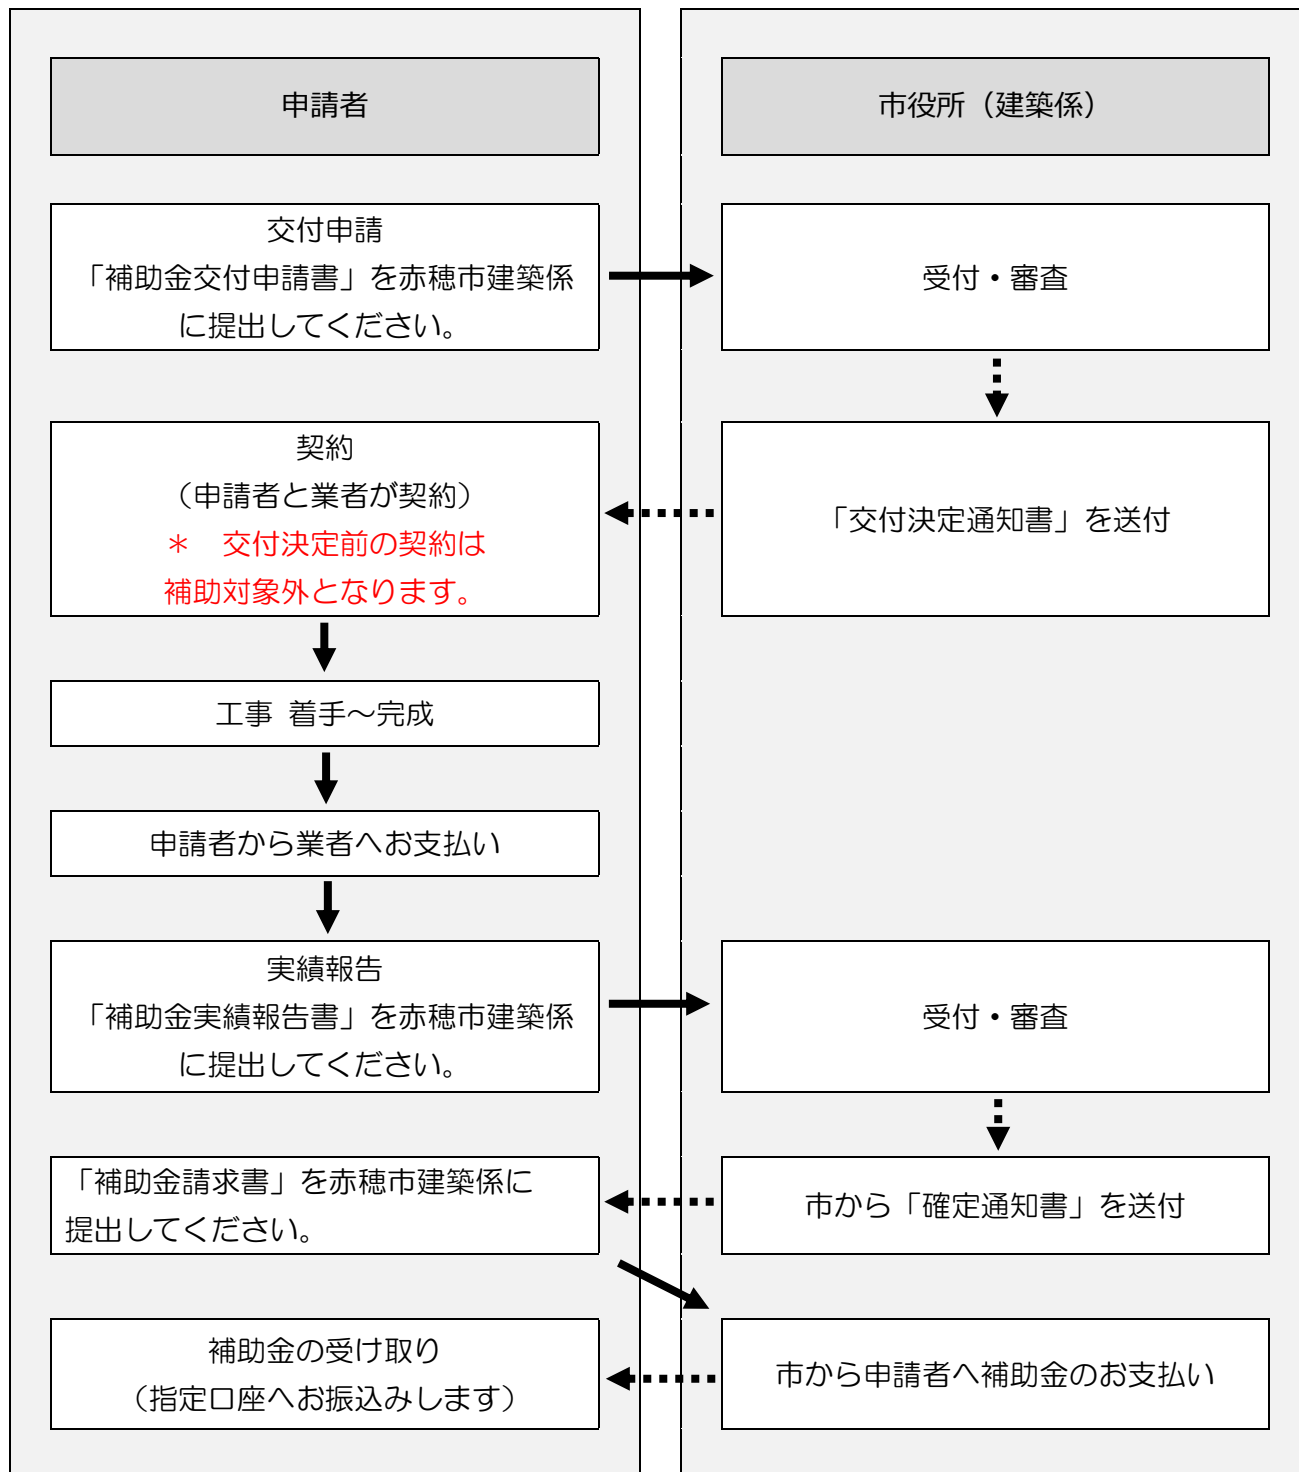 申請者
市役所（建築係）
交付申請
「補助金交付申請書」を赤穂市建築係
に提出してください。
受付・審査
契約
（申請者と業者が契約）
＊　交付決定前の契約は
補助対象外となります。
「交付決定通知書」を送付
工事 着手～完成
申請者から業者へお支払い
実績報告
「補助金実績報告書」を赤穂市建築係
に提出してください。
受付・審査
「補助金請求書」を赤穂市建築係に
提出してください。
市から「確定通知書」を送付
補助金の受け取り
（指定口座へお振込みします）
市から申請者へ補助金のお支払い